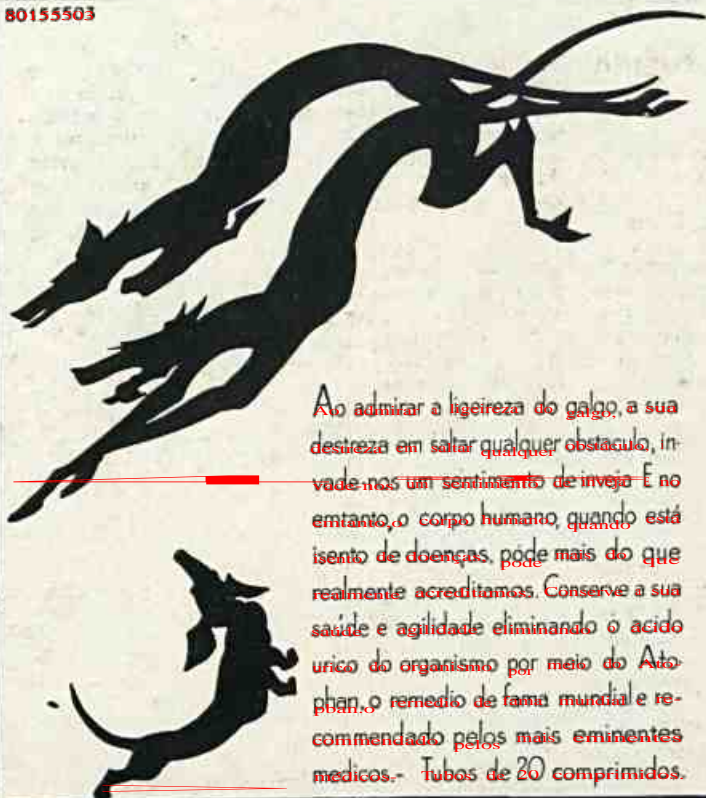 80155503
Ao admirar a ligeireza do galgo, a sua
destreza em saltar qualquer obstaculo, in-
vade-nos um sentimento de inveja E no
emtanto, o corpo humano, quando está
isento de doenças, póde mais do que
realmente acreditamos. Conserve a sua
saúde e agilidade eliminando o acido
urico do organismo por meio do Ato-
phan, o remedio de fama mundial e re-
commendado pelos mais eminentes
medicos.- Tubos de 20 comprimidos.